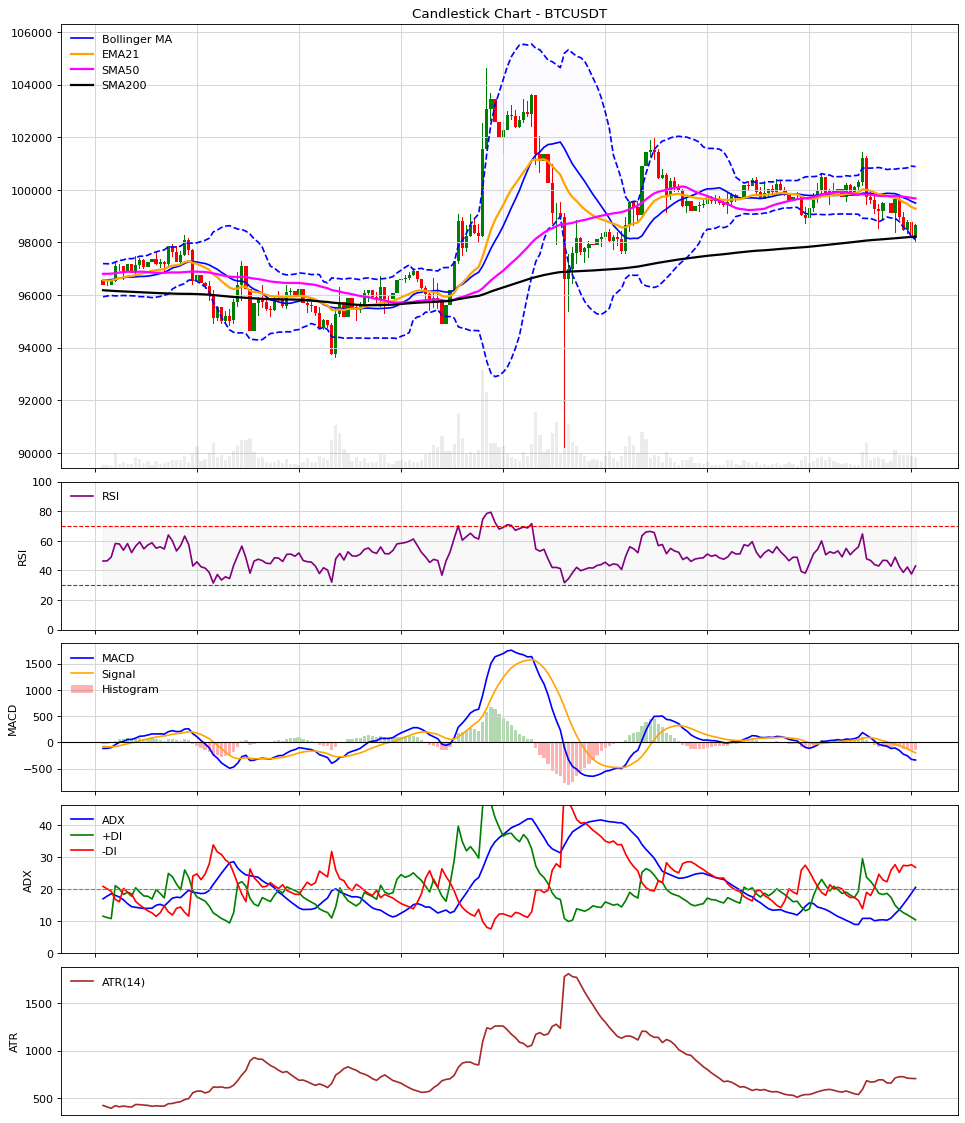 Candlestick Chart - BTCUSDT
106000
104000
102000
100000
98000
96000
94000
92000
90000
Bollinger MA
EMA21
SMA50
SMA200
100
80
60
40
20
0
RSI
RSI
1500
1000
500
0
−500
MACD
MACD
Signal
Histogram
40
30
20
10
0
ADX
ADX
+DI
-DI
1500
1000
500
ATR
ATR(14)